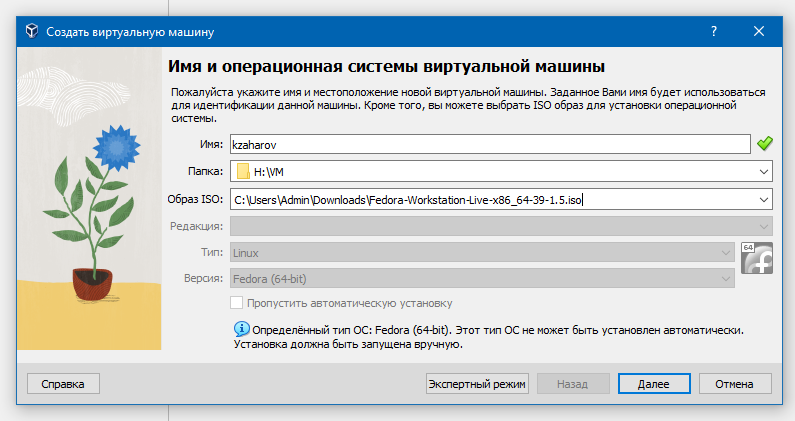 Создать виртуальную машину
Имя и операционная системы виртуальной машины
Пожалуйста укажите имя и местоположение новой виртуальной машины. Заданное Вами имя будет использоваться
для идентификации данной машины. Кроме того, вы можете выбрать ISO образ для установки операционной
системы.
Имя: kzaharov
Папка: H:\VM
Образ ISO: C:\Users\Admin\Downloads\Fedora-Workstation-Live-x86_64-39-1.5.iso
Редакция:
Тип: Linux
64
Версия: Fedora (64-bit)
Пропустить автоматическую установку
Определённый тип ОС: Fedora (64-bit). Этот тип ОС не может быть установлен автоматически.
Установка должна быть запущена вручную.
Справка Экспертный режим Назад Далее Отмена